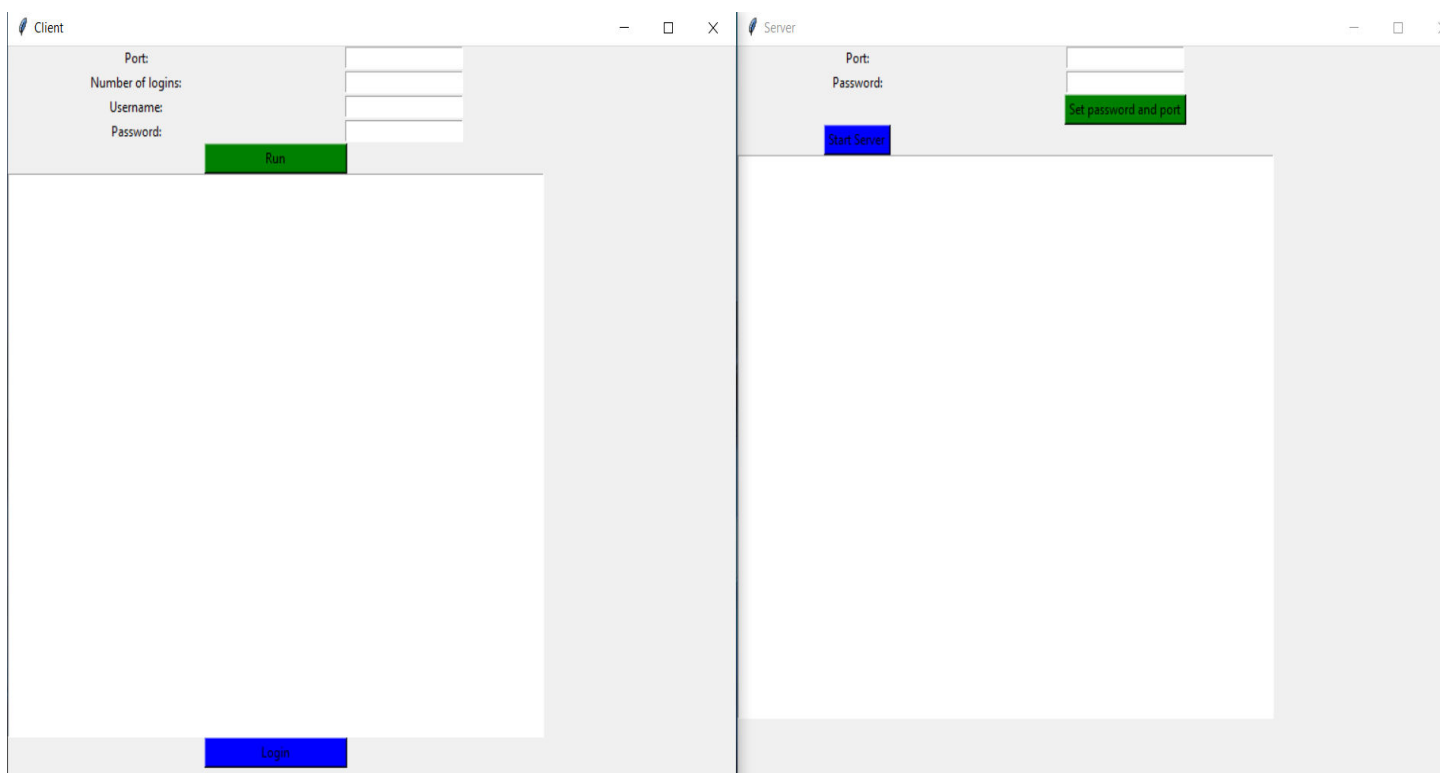 Client
Port:
Number of logins:
Username:
Password:
Run
Login
Server
Port:
Password:
Set password and port
Start Server